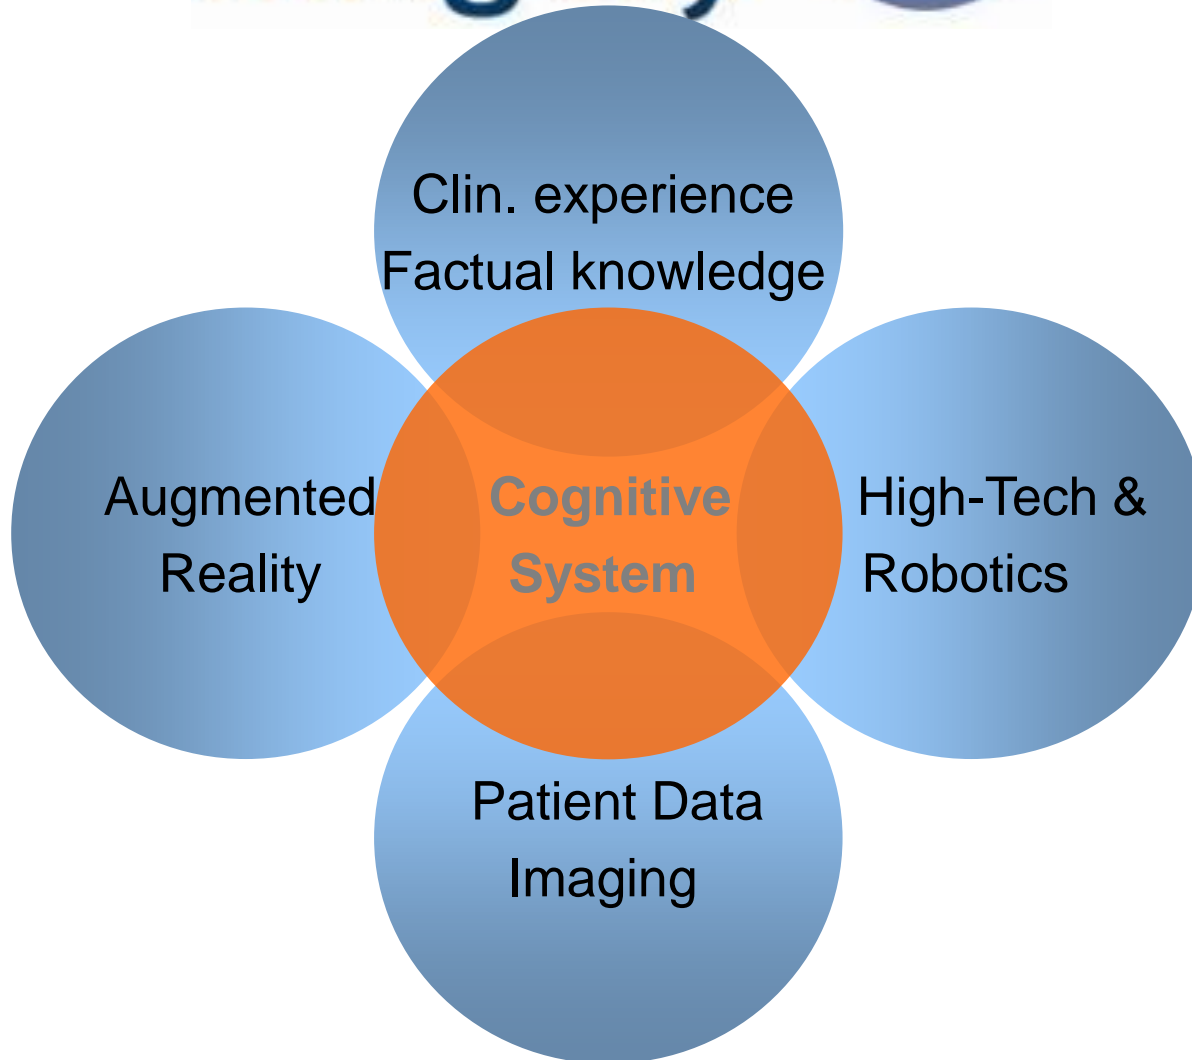 Clin. experience
Factual knowledge
Augmented
Reality
Cognitive
System
High-Tech &
Robotics
Patient Data
Imaging